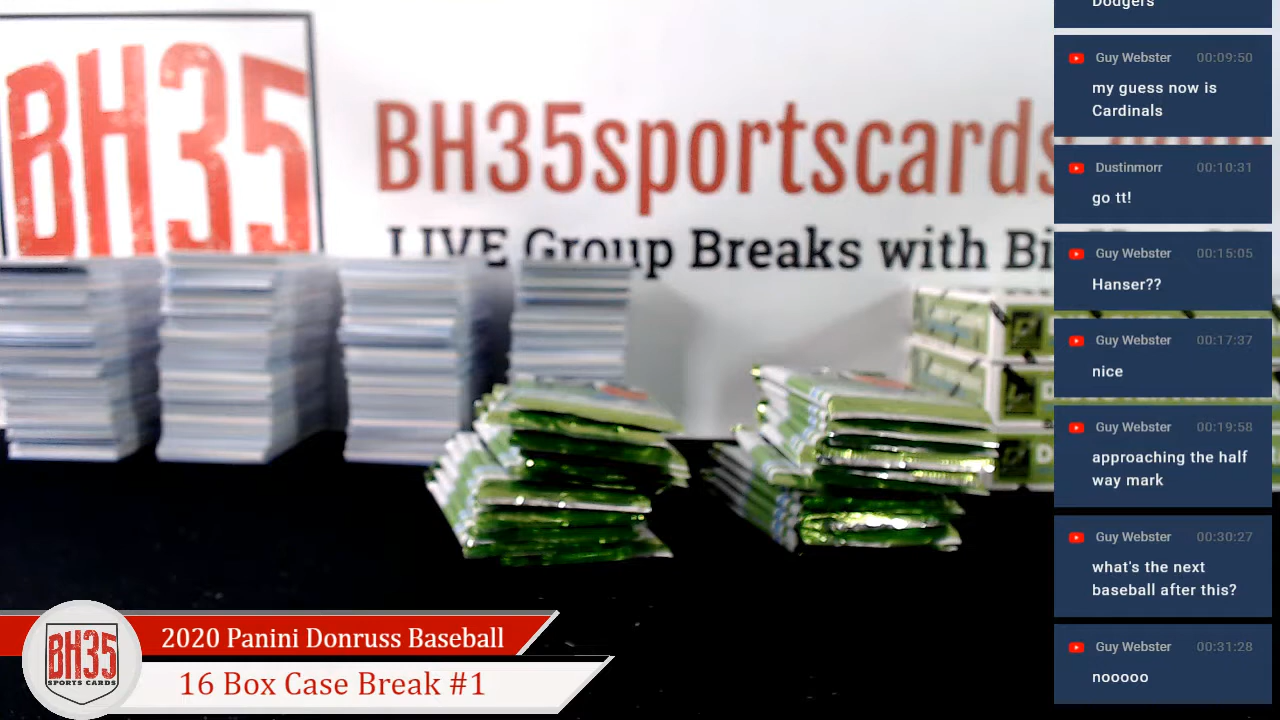 BH35
BH35sportscards
LIVE Group Breaks with
Dodgers
Guy Webster 00:09:50
my guess now is
Cardinals
Dustinmorr 00:10:31
go tt!
Guy Webster 00:15:05
Hanser??
Guy Webster 00:17:37
nice
Guy Webster 00:19:58
approaching the half
way mark
Guy Webster 00:30:27
what's the next
baseball after this?
Guy Webster 00:31:28
nooooo
BH35
SPORTS CARDS
2020 Panini Donruss Baseball
16 Box Case Break #1